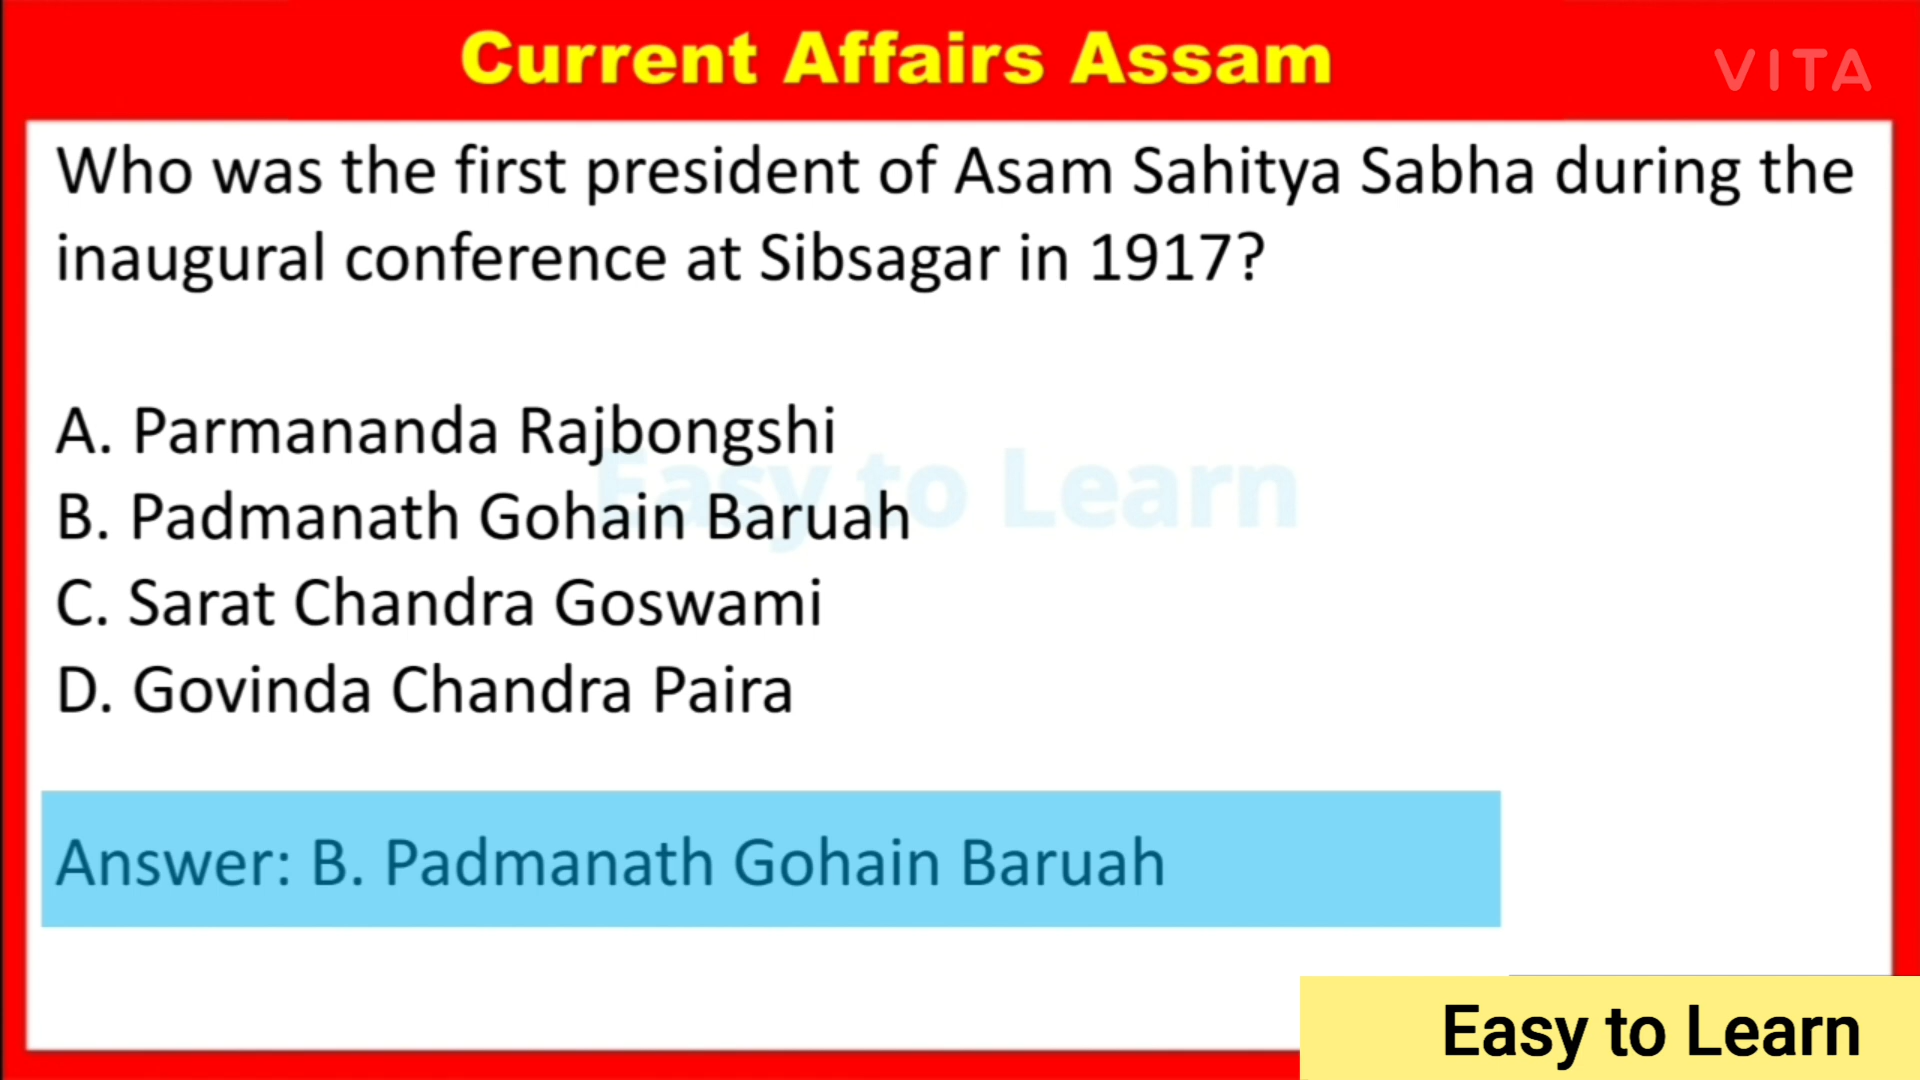 Current Affairs Assam
VITA
Who was the first president of Asam Sahitya Sabha during the
inaugural conference at Sibsagar in 1917?
A. Parmananda Rajbongshi
B. Padmanath Gohain Baruah
Easy to Learn
C. Sarat Chandra Goswami
D. Govinda Chandra Paira
Answer: B. Padmanath Gohain Baruah
Easy to Learn